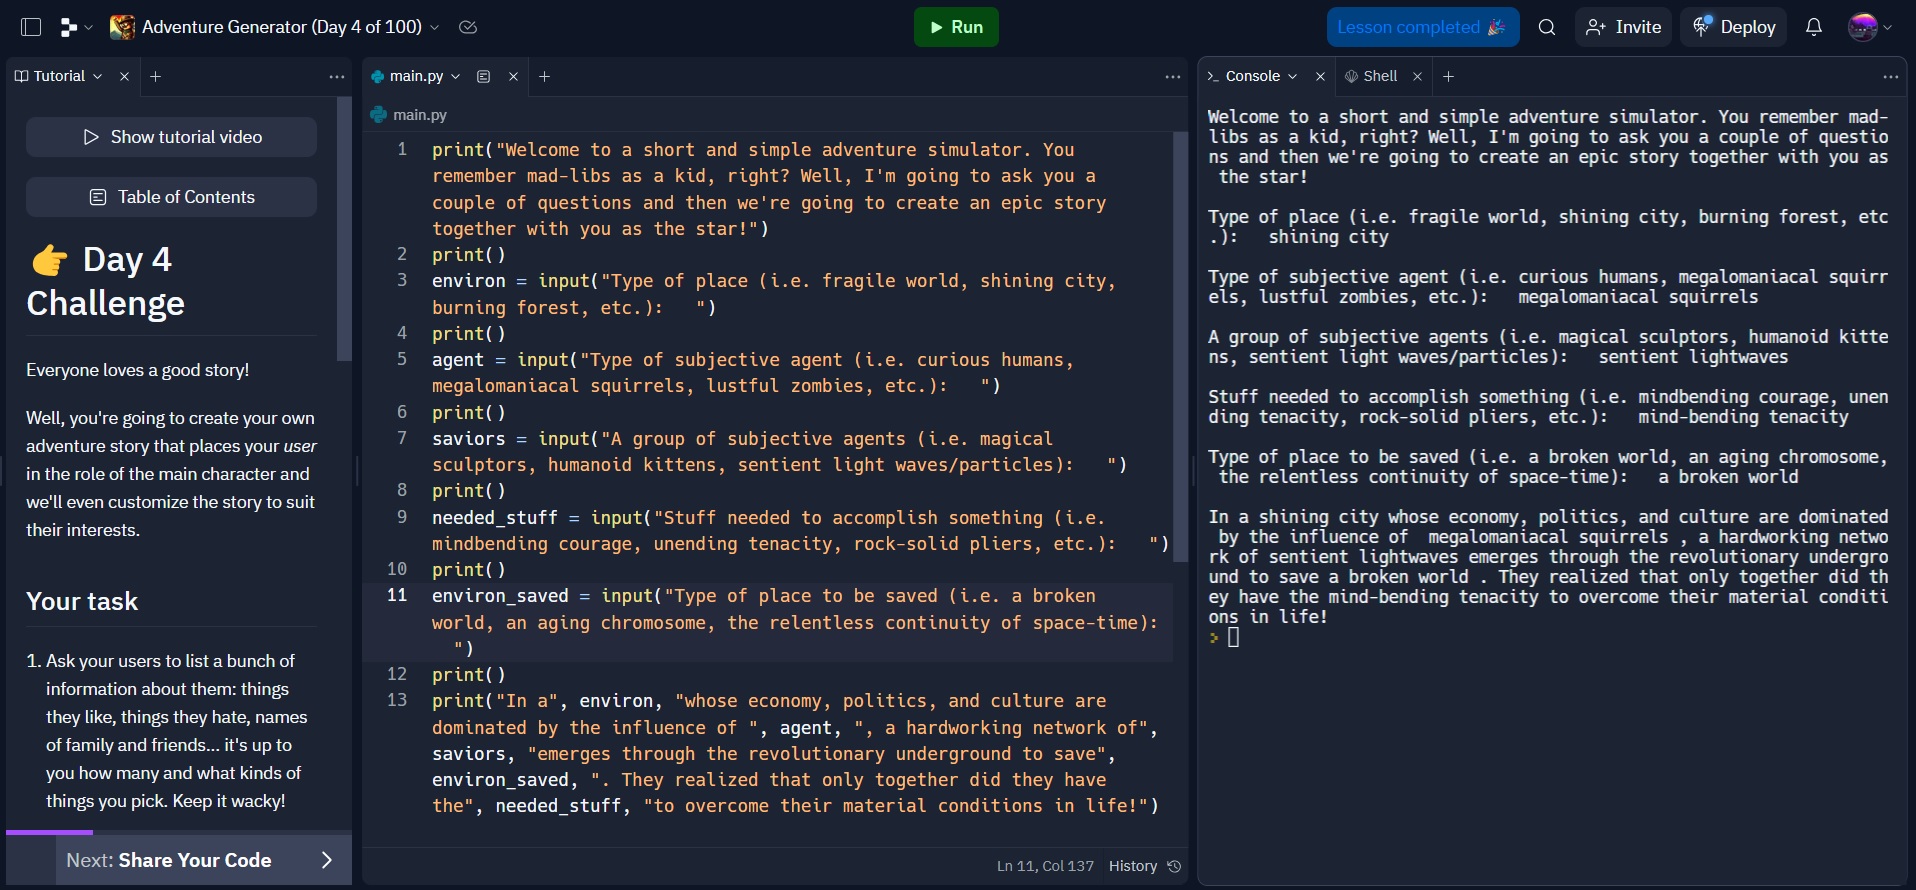 Adventure Generator (Day 4 of 100)
Run
Lesson completed 🎉
Invite
Deploy
Tutorial
Show tutorial video
Table of Contents
👉 Day 4
Challenge
Everyone loves a good story!
Well, you're going to create your own
adventure story that places your user
in the role of the main character and
we'll even customize the story to suit
their interests.
Your task
1. Ask your users to list a bunch of
information about them: things
they like, things they hate, names
of family and friends... it's up to
you how many and what kinds of
things you pick. Keep it wacky!
Next: Share Your Code
main.py
main.py
1 print("Welcome to a short and simple adventure simulator. You
remember mad-libs as a kid, right? Well, I'm going to ask you a
couple of questions and then we're going to create an epic story
together with you as the star!")
2 print()
3 environ = input("Type of place (i.e. fragile world, shining city,
burning forest, etc.):   ")
4 print()
5 agent = input("Type of subjective agent (i.e. curious humans,
megalomaniacal squirrels, lustful zombies, etc.):   ")
6 print()
7 saviors = input("A group of subjective agents (i.e. magical
sculptors, humanoid kittens, sentient light waves/particles):   ")
8 print()
9 needed_stuff = input("Stuff needed to accomplish something (i.e.
mindbending courage, unending tenacity, rock-solid pliers, etc.):   ")
10 print()
11 environ_saved = input("Type of place to be saved (i.e. a broken
world, an aging chromosome, the relentless continuity of space-time):
")
12 print()
13 print("In a", environ, "whose economy, politics, and culture are
dominated by the influence of ", agent, ", a hardworking network of",
saviors, "emerges through the revolutionary underground to save",
environ_saved, ". They realized that only together did they have
the", needed_stuff, "to overcome their material conditions in life!")
Ln 11, Col 137 History
Console
Shell
Welcome to a short and simple adventure simulator. You remember mad-
libs as a kid, right? Well, I'm going to ask you a couple of questio
ns and then we're going to create an epic story together with you as
the star!
Type of place (i.e. fragile world, shining city, burning forest, etc
.):   shining city
Type of subjective agent (i.e. curious humans, megalomaniacal squirr
els, lustful zombies, etc.):   megalomaniacal squirrels
A group of subjective agents (i.e. magical sculptors, humanoid kitte
ns, sentient light waves/particles):   sentient lightwaves
Stuff needed to accomplish something (i.e. mindbending courage, unen
ding tenacity, rock-solid pliers, etc.):   mind-bending tenacity
Type of place to be saved (i.e. a broken world, an aging chromosome,
the relentless continuity of space-time):   a broken world
In a shining city whose economy, politics, and culture are dominated
by the influence of  megalomaniacal squirrels , a hardworking netwo
rk of sentient lightwaves emerges through the revolutionary undergro
und to save a broken world . They realized that only together did th
ey have the mind-bending tenacity to overcome their material conditi
ons in life!
>